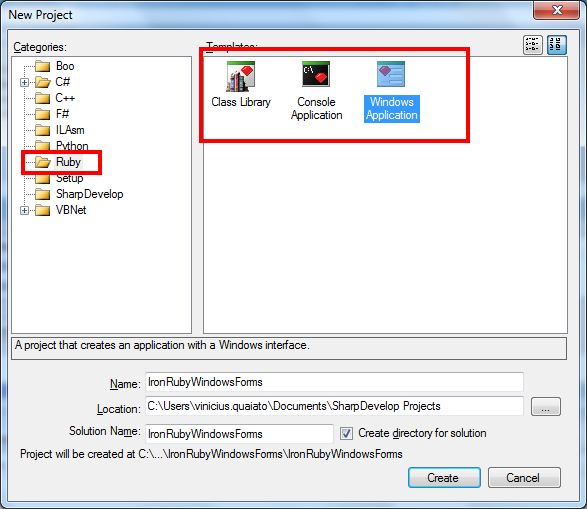 New Project
Categories:
Templates:
Boo
C#
C++
F#
ILAsm
Python
Ruby
Setup
SharpDevelop
VBNet
Class Library
Console
Application
Windows
Application
A project that creates an application with a Windows interface.
Name: IronRubyWindowsForms
Location: C:\Users\vinicius.quaiato\Documents\SharpDevelop Projects
...
Solution Name: IronRubyWindowsForms Create directory for solution
Project will be created at C:\...\IronRubyWindowsForms\IronRubyWindowsForms
Create Cancel